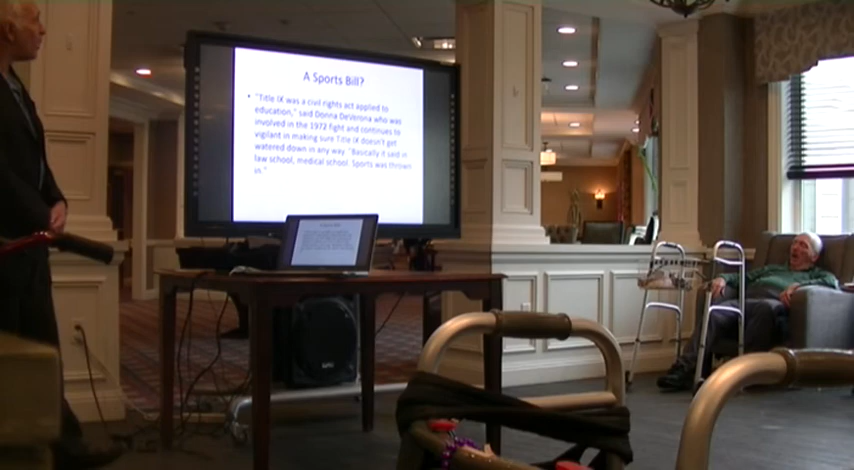 A Sports Bill?
• "Title IX was a civil rights act applied to
education," said Donna DeVerona who was
involved in the 1972 fight and continues to
vigilant in making sure Title IX doesn't get
watered down in any way. "Basically it said in
law school, medical school. Sports was thrown
in."